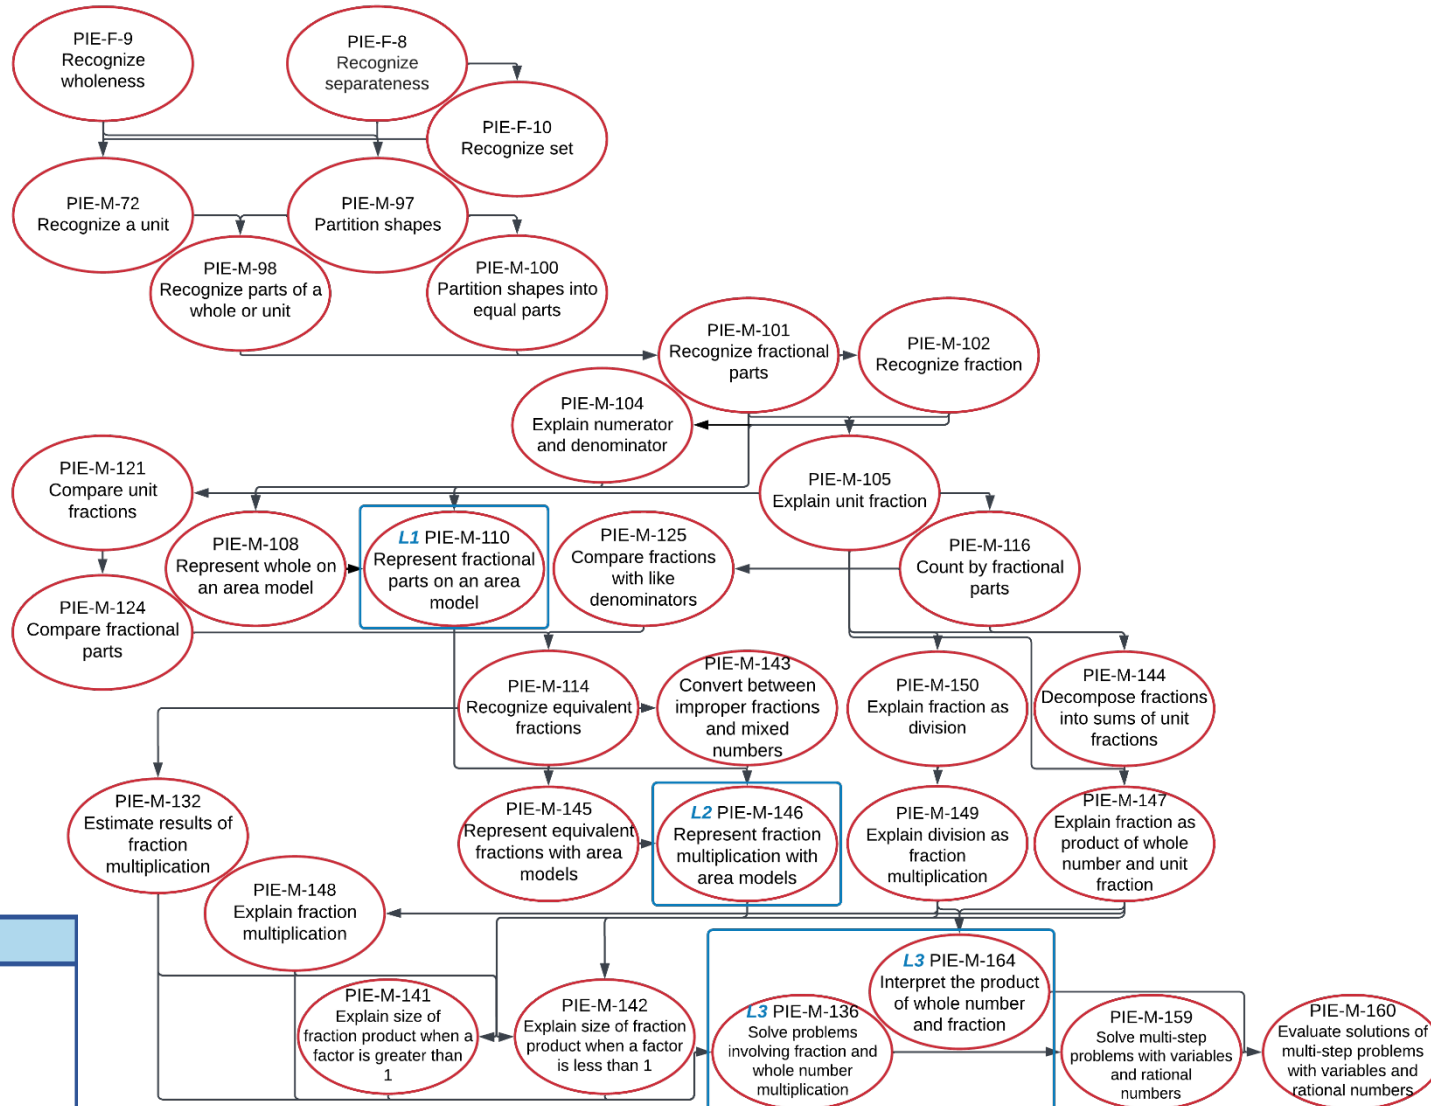 PIE-F-9
Recognize
wholeness
PIE-F-8
Recognize
separateness
PIE-F-10
Recognize set
PIE-M-72
Recognize a unit
PIE-M-97
Partition shapes
PIE-M-98
Recognize parts of a
whole or unit
PIE-M-100
Partition shapes into
equal parts
PIE-M-101
Recognize fractional
parts
PIE-M-102
Recognize fraction
PIE-M-104
Explain numerator
and denominator
PIE-M-121
Compare unit
fractions
PIE-M-105
Explain unit fraction
PIE-M-108
Represent whole on
an area model
L1 PIE-M-110
Represent fractional
parts on an area
model
PIE-M-125
Compare fractions
with like
denominators
PIE-M-116
Count by fractional
parts
PIE-M-124
Compare fractional
parts
PIE-M-114
Recognize equivalent
fractions
PIE-M-143
Convert between
improper fractions
and mixed
numbers
PIE-M-150
Explain fraction as
division
PIE-M-144
Decompose fractions
into sums of unit
fractions
PIE-M-132
Estimate results of
fraction
multiplication
PIE-M-145
Represent equivalent
fractions with area
models
L2 PIE-M-146
Represent fraction
multiplication with
area models
PIE-M-149
Explain division as
fraction
multiplication
PIE-M-147
Explain fraction as
product of whole
number and unit
fraction
PIE-M-148
Explain fraction
multiplication
PIE-M-141
Explain size of
fraction product when a
factor is greater than
1
PIE-M-142
Explain size of fraction
product when a factor
is less than 1
L3 PIE-M-164
Interpret the product
of whole number
and fraction
L3 PIE-M-136
Solve problems
involving fraction and
whole number
multiplication
PIE-M-159
Solve multi-step
problems with variables
and rational
numbers
PIE-M-160
Evaluate solutions of
multi-step problems
with variables and
rational numbers